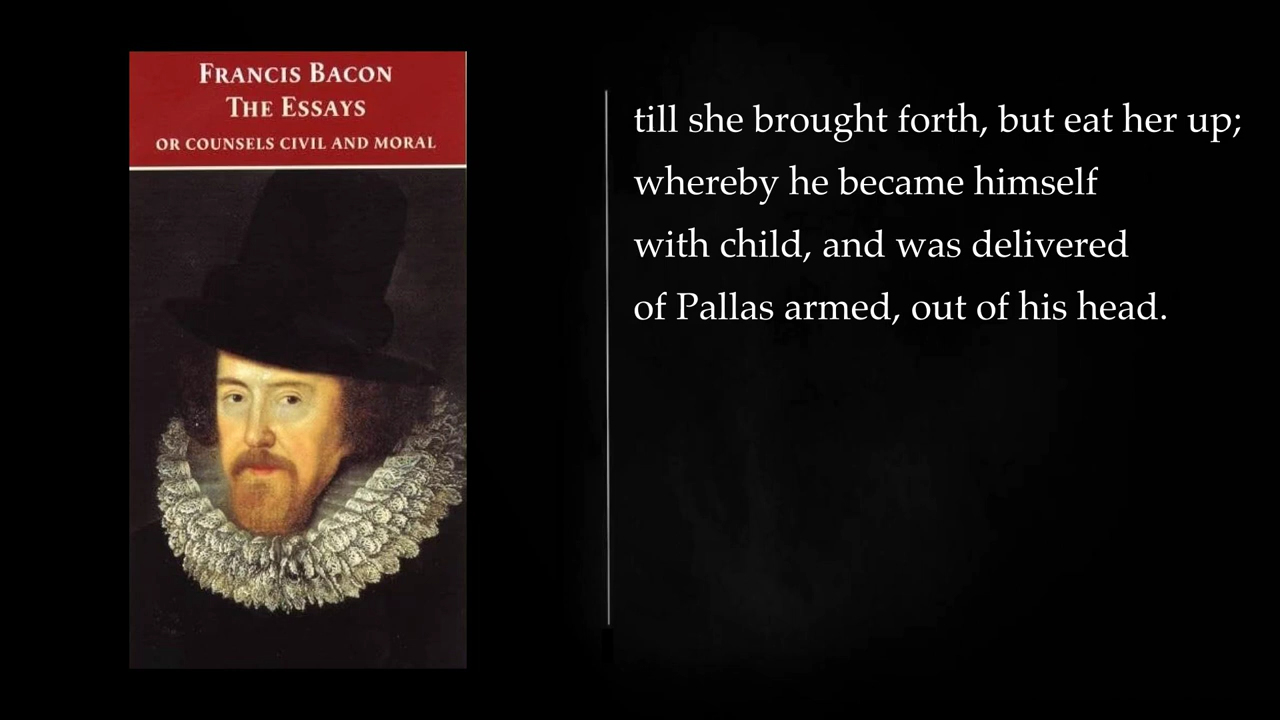 FRANCIS BACON
THE ESSAYS
OR COUNSELS CIVIL AND MORAL
till she brought forth, but eat her up;
whereby he became himself
with child, and was delivered
of Pallas armed, out of his head.